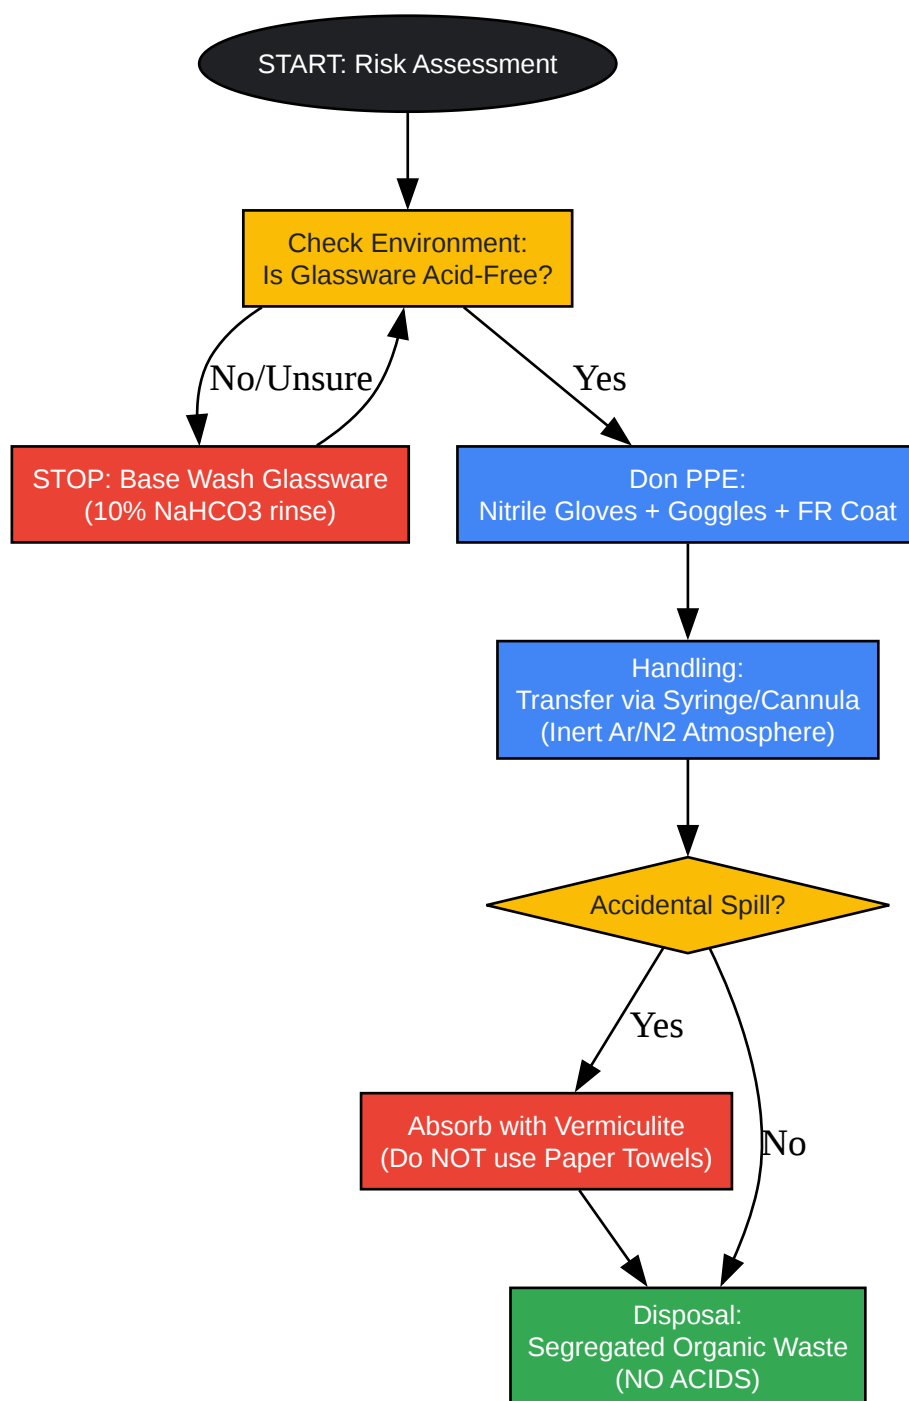 START: Risk Assessment
Check Environment:
Is Glassware Acid-Free?
No/Unsure
Yes
STOP: Base Wash Glassware
(10% NaHCO3 rinse)
Don PPE:
Nitrile Gloves + Goggles + FR Coat
Handling:
Transfer via Syringe/Cannula
(Inert Ar/N2 Atmosphere)
Accidental Spill?
Yes
Absorb with Vermiculite
(Do NOT use Paper Towels)
No
Disposal:
Segregated Organic Waste
(NO ACIDS)